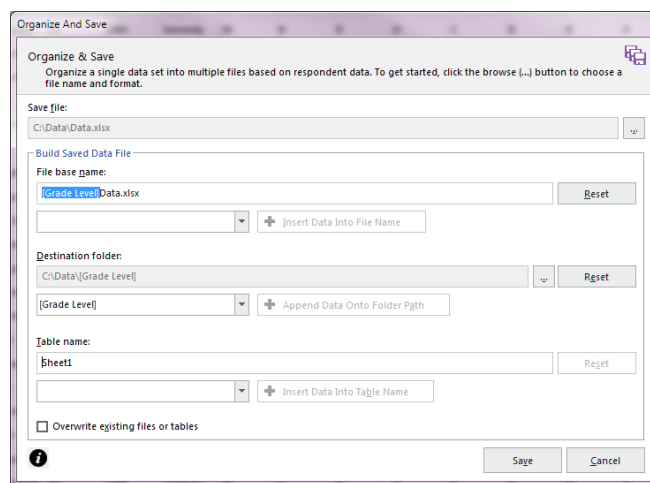 Organize And Save
Organize & Save
Organize a single data set into multiple files based on respondent data. To get started, click the browse (...) button to choose a
file name and format.
Save file:
C:\Data\Data.xlsx
...
Build Saved Data File
File base name:
[Grade Level]Data.xlsx
Reset
Insert Data Into File Name
Destination folder:
C:\Data\[Grade Level]
...
Reset
[Grade Level]
Append Data Onto Folder Path
Table name:
Sheet1
Reset
Insert Data Into Table Name
Overwrite existing files or tables
Save
Cancel